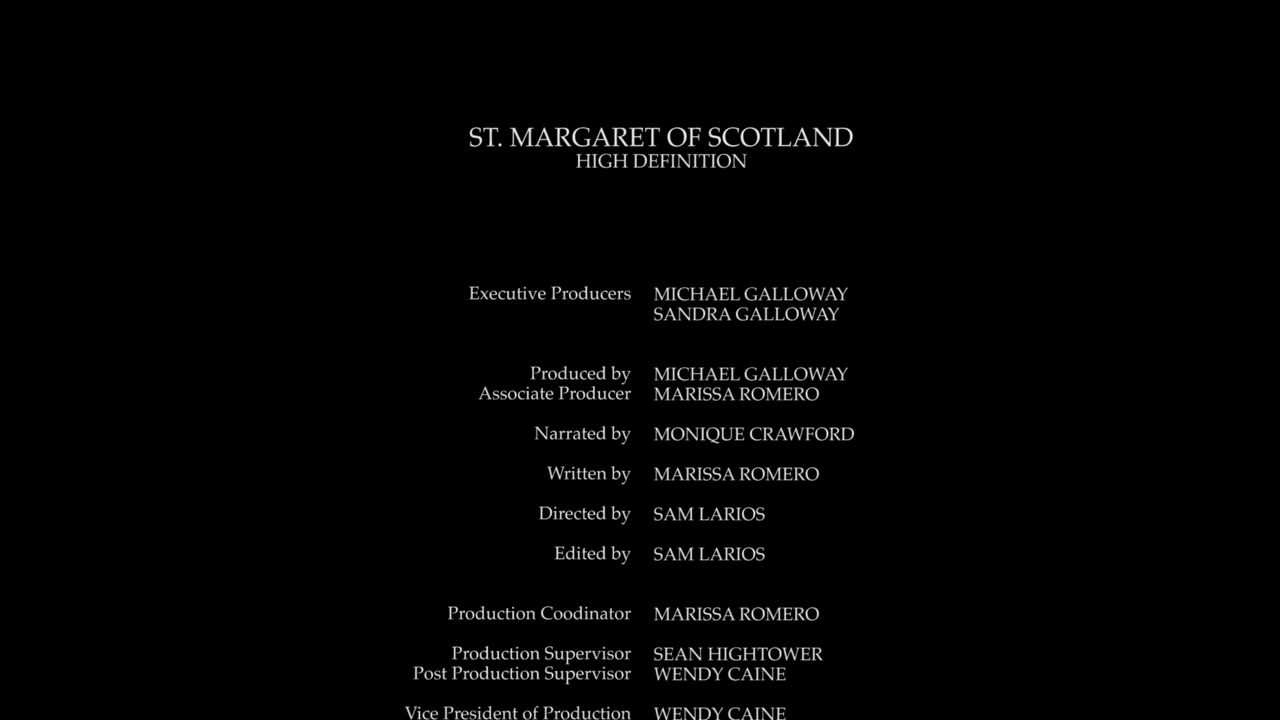 ST. MARGARET OF SCOTLAND
HIGH DEFINITION
Executive Producers MICHAEL GALLOWAY
SANDRA GALLOWAY
Produced by MICHAEL GALLOWAY
Associate Producer MARISSA ROMERO
Narrated by MONIQUE CRAWFORD
Written by MARISSA ROMERO
Directed by SAM LARIOS
Edited by SAM LARIOS
Production Coodinator MARISSA ROMERO
Production Supervisor SEAN HIGHTOWER
Post Production Supervisor WENDY CAINE
Vice President of Production WENDY CAINE